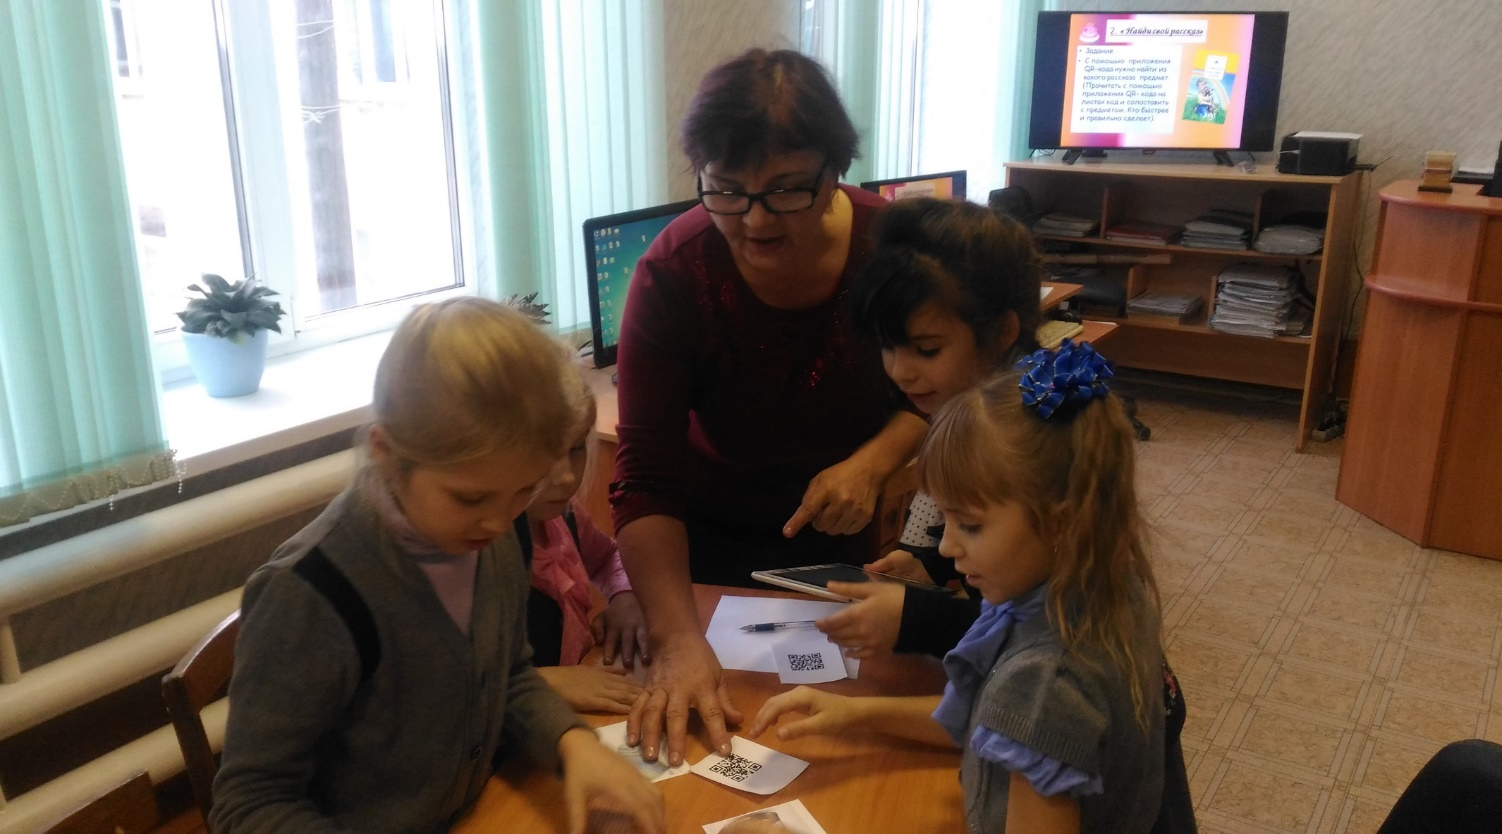 2. «Найди свой рассказ»
Задание
С помощью приложения
QR-кода нужно найти из
какого рассказа предмет
(Прочитать с помощью
приложения QR- кода на
листах код и сопоставить
с предметом. Кто быстрее
и правильно сделает)